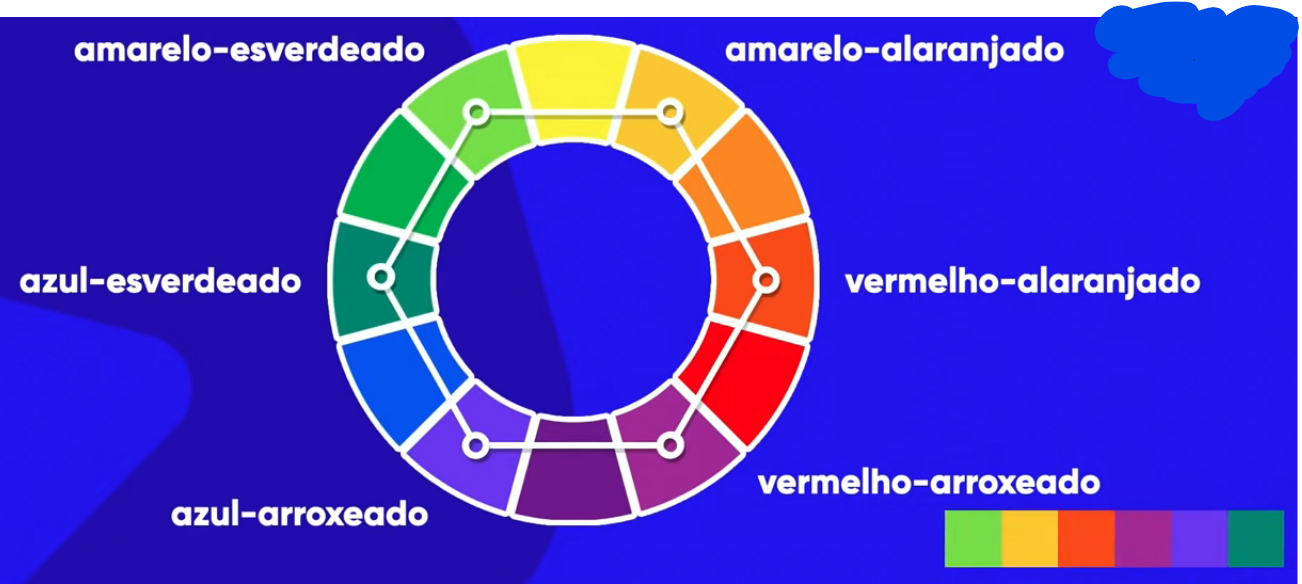 amarelo-esverdeado
amarelo-alaranjado
azul-esverdeado
vermelho-alaranjado
vermelho-arroxeado
azul-arroxeado